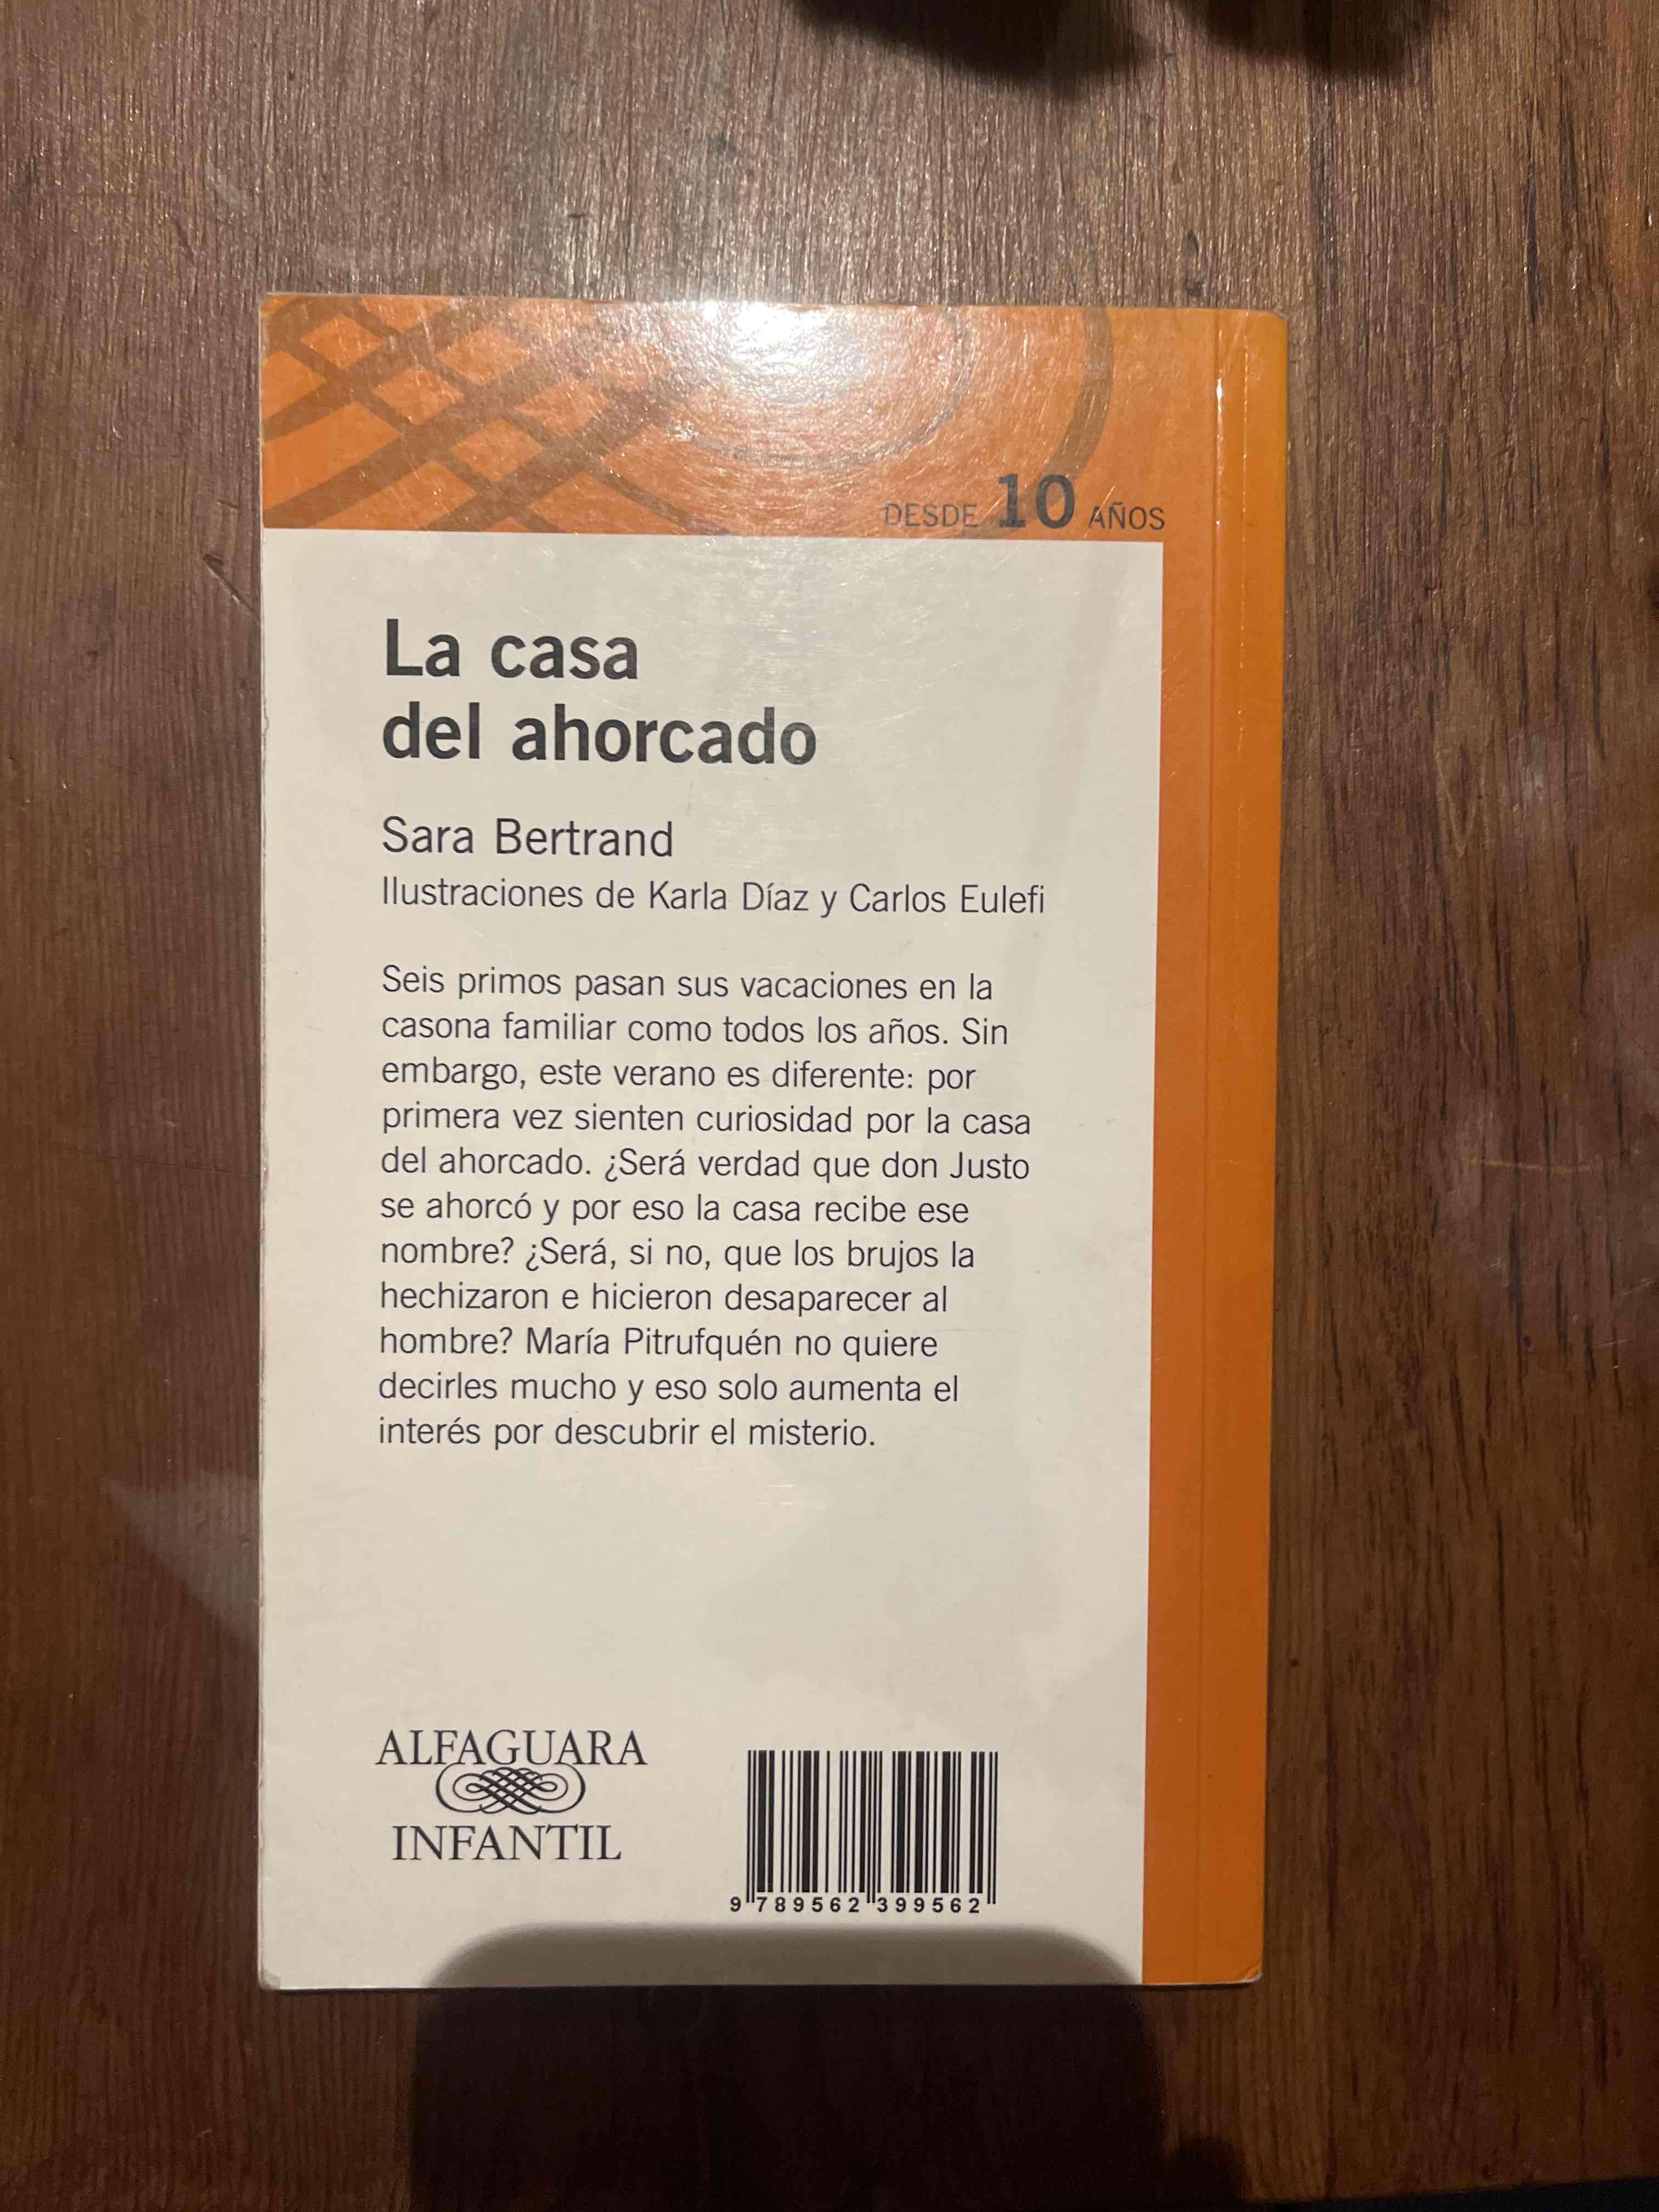 DESDE 10 AÑOS
La casa
del ahorcado
Sara Bertrand
Ilustraciones de Karla Díaz y Carlos Eulefi
Seis primos pasan sus vacaciones en la
casona familiar como todos los años. Sin
embargo, este verano es diferente: por
primera vez sienten curiosidad por la casa
del ahorcado. ¿Será verdad que don Justo
se ahorcó y por eso la casa recibe ese
nombre? ¿Será, si no, que los brujos la
hechizaron e hicieron desaparecer al
hombre? María Pitrufquén no quiere
decirles mucho y eso solo aumenta el
interés por descubrir el misterio.
ALFAGUARA
INFANTIL
9 789562 399562